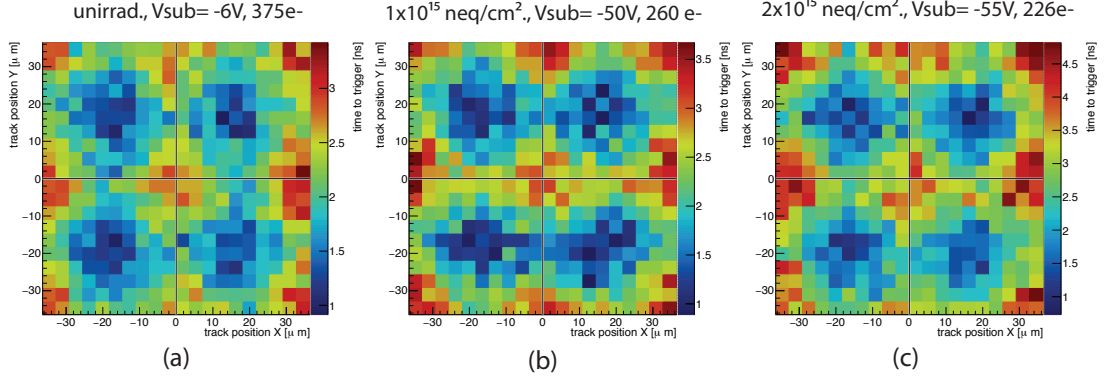 unirrad., Vsub= -6V, 375e-
1x10¹⁵ neq/cm²., Vsub= -50V, 260 e-
2x10¹⁵ neq/cm²., Vsub= -55V, 226e-
track position Y [μ m]
30
20
10
0
−10
−20
−30
−30 −20 −10 0 10 20 30
track position X [μ m]
time to trigger [ns]
3
2.5
2
1.5
1
(a)
track position Y [μ m]
30
20
10
0
−10
−20
−30
−30 −20 −10 0 10 20 30
track position X [μ m]
time to trigger [ns]
3.5
3
2.5
2
1.5
1
(b)
track position Y [μ m]
30
20
10
0
−10
−20
−30
−30 −20 −10 0 10 20 30
track position X [μ m]
time to trigger [ns]
4.5
4
3.5
3
2.5
2
1.5
1
(c)